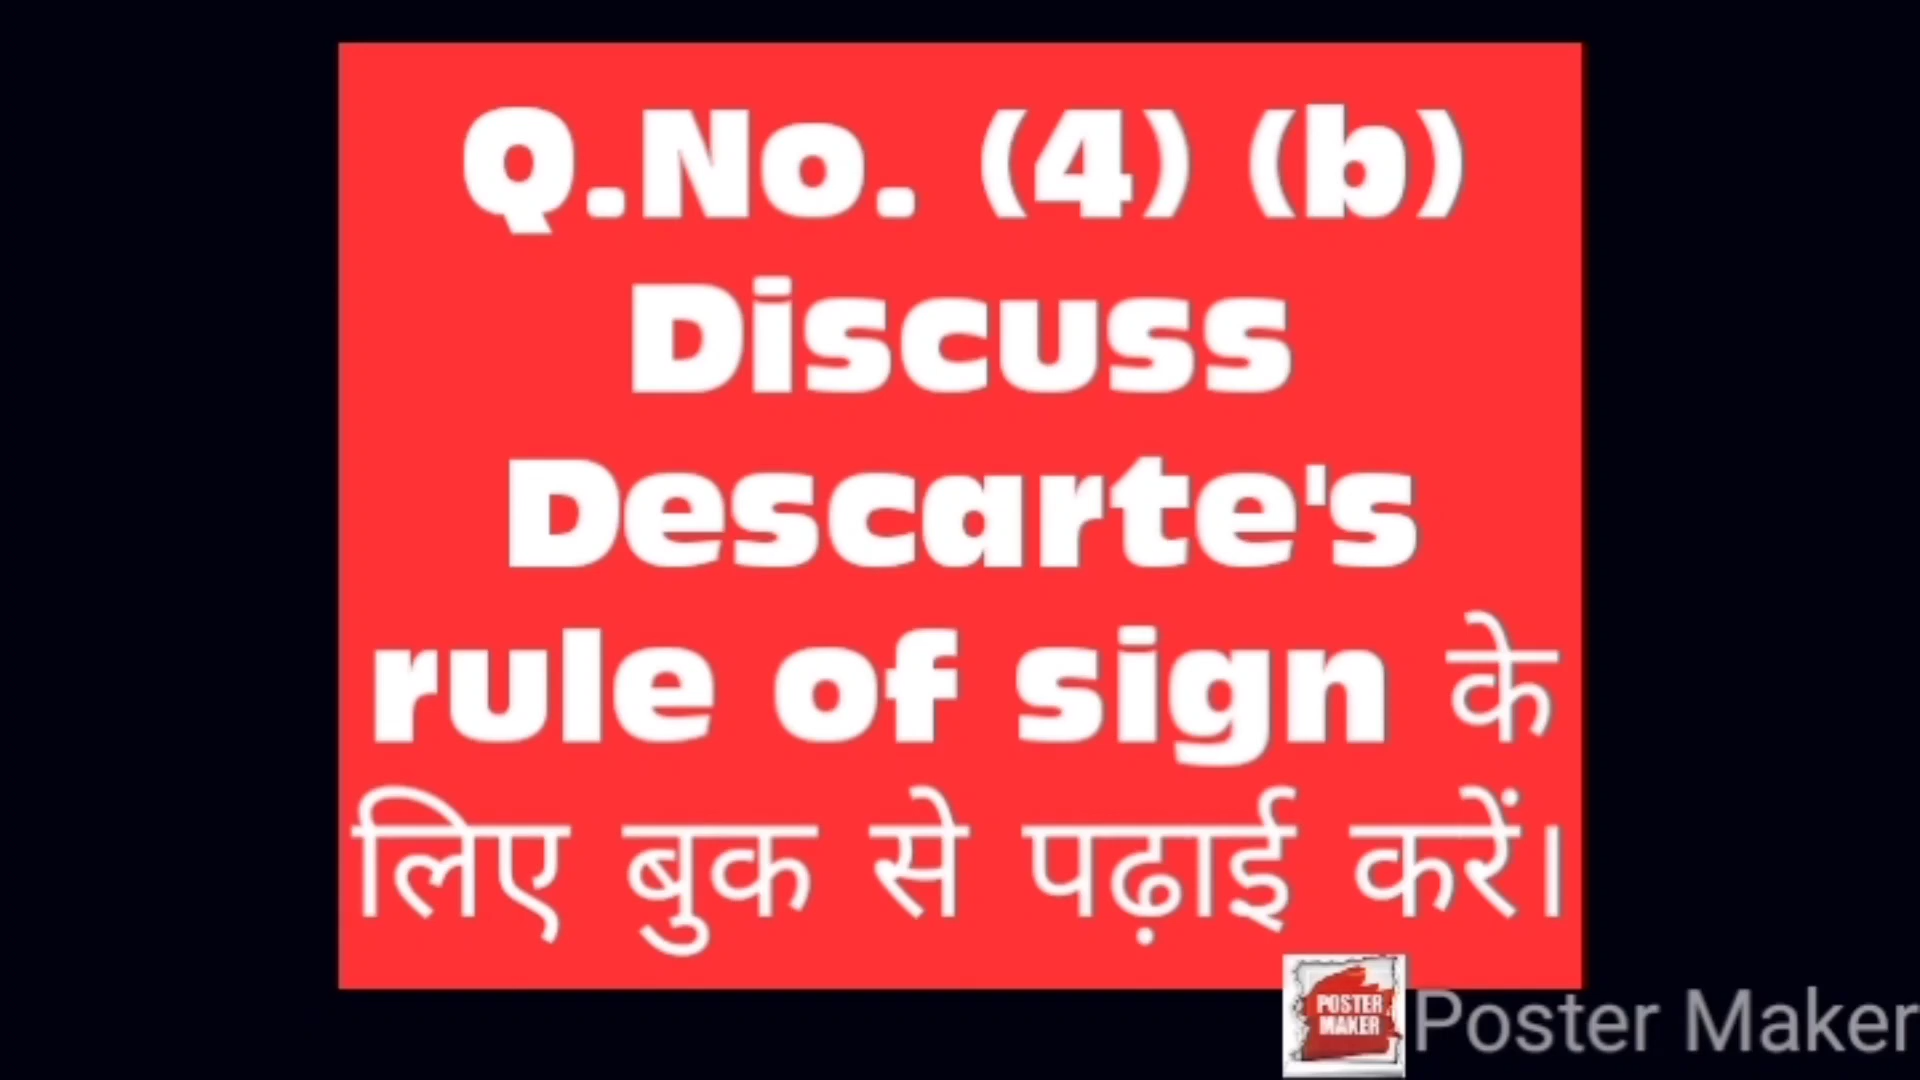 Q.No. (4) (b)
Discuss
Descarte's
rule of sign के
लिए बुक से पढ़ाई करें।
POSTER
MAKER
Poster Maker